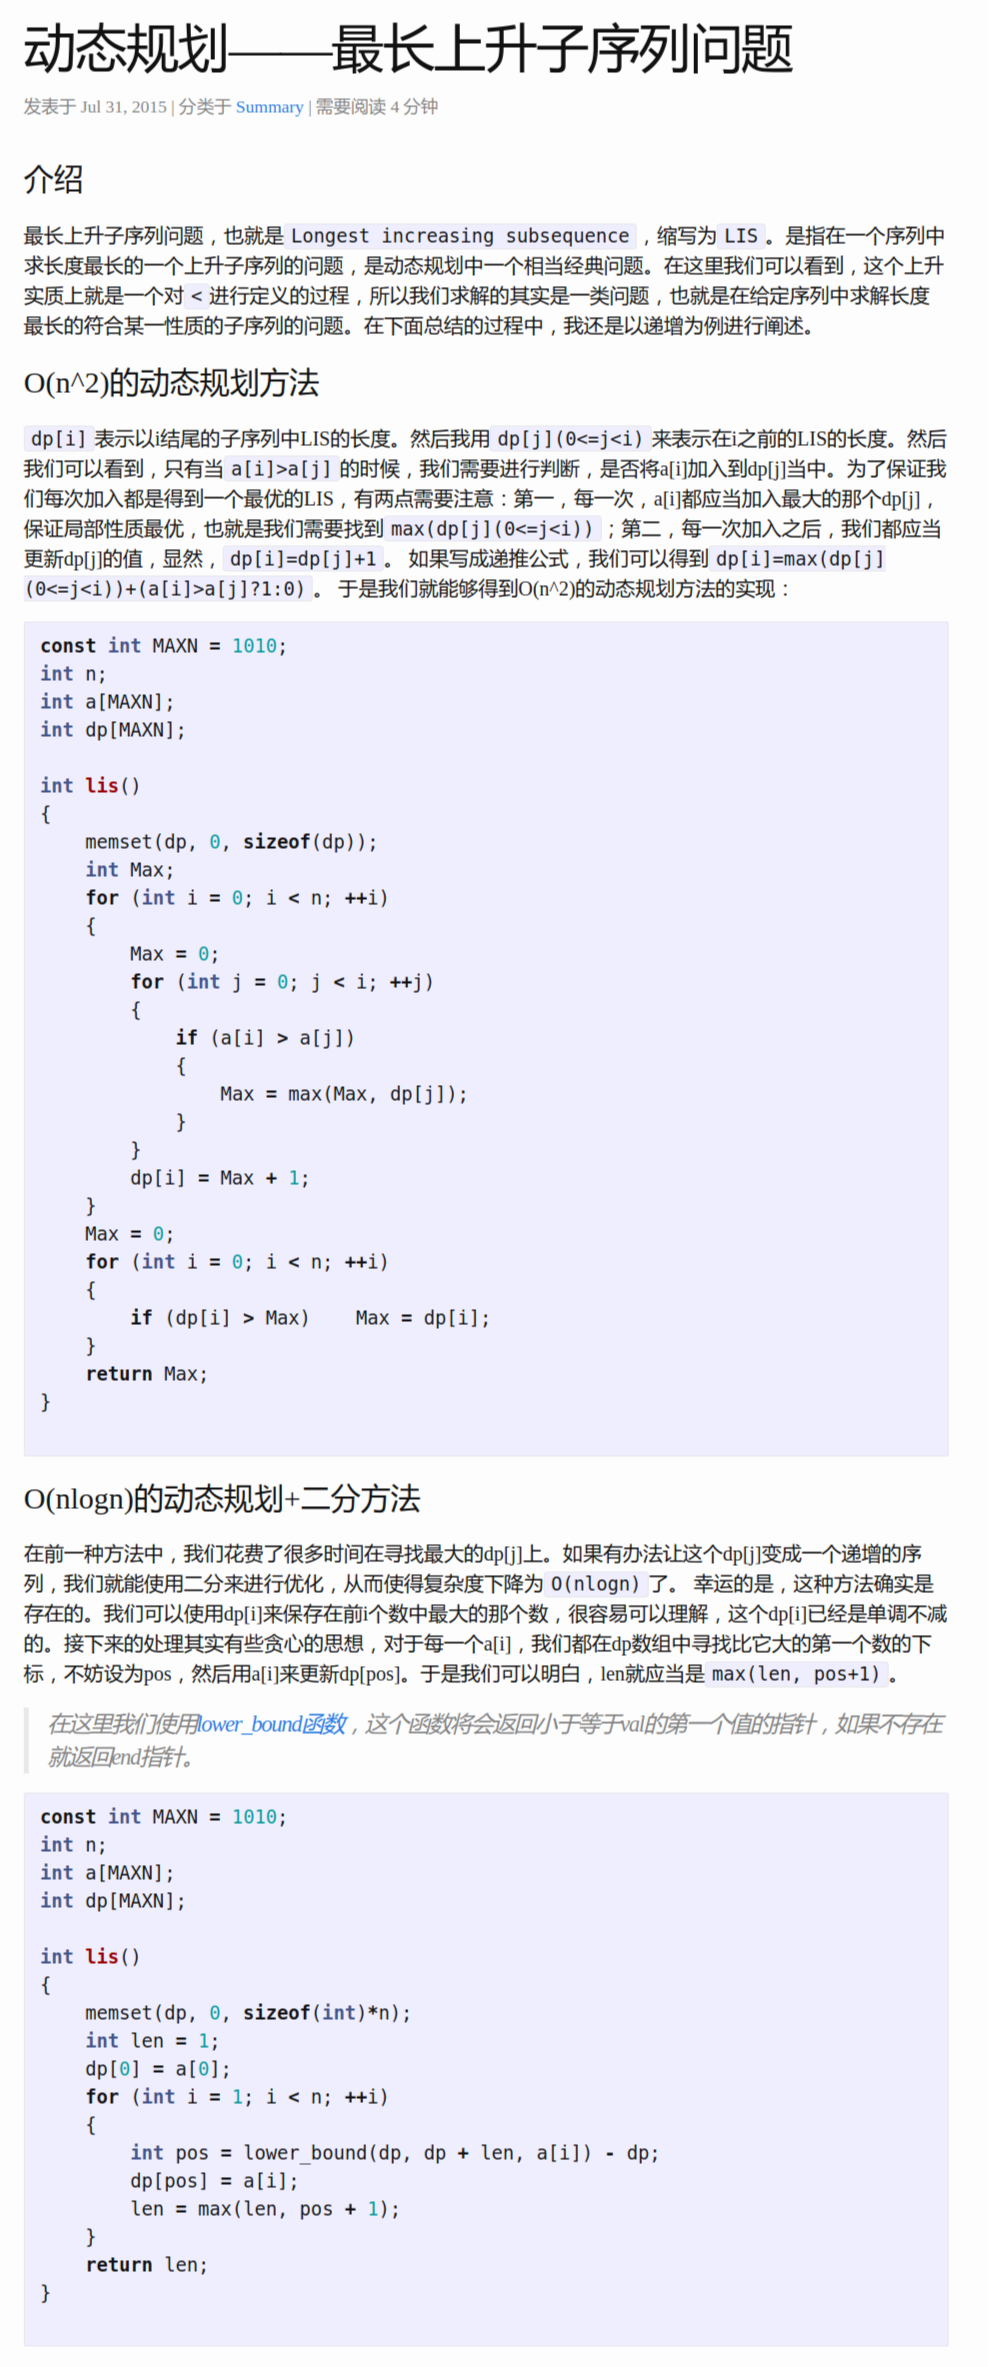 动态规划——最长上升子序列问题
发表于 Jul 31, 2015 | 分类于 Summary | 需要阅读 4 分钟
介绍
最长上升子序列问题，也就是 Longest increasing subsequence ，缩写为 LIS 。是指在一个序列中
求长度最长的一个上升子序列的问题，是动态规划中一个相当经典问题。在这里我们可以看到，这个上升
实质上就是一个对 < 进行定义的过程，所以我们求解的其实是一类问题，也就是在给定序列中求解长度
最长的符合某一性质的子序列的问题。在下面总结的过程中，我还是以递增为例进行阐述。
O(n^2)的动态规划方法
dp[i] 表示以i结尾的子序列中LIS的长度。然后我用 dp[j](0<=j<i) 来表示在i之前的LIS的长度。然后
我们可以看到，只有当 a[i]>a[j] 的时候，我们需要进行判断，是否将a[i]加入到dp[j]当中。为了保证我
们每次加入都是得到一个最优的LIS，有两点需要注意：第一，每一次，a[i]都应当加入最大的那个dp[j]，
保证局部性质最优，也就是我们需要找到 max(dp[j](0<=j<i)) ；第二，每一次加入之后，我们都应当
更新dp[j]的值，显然， dp[i]=dp[j]+1 。 如果写成递推公式，我们可以得到 dp[i]=max(dp[j]
(0<=j<i))+(a[i]>a[j]?1:0) 。 于是我们就能够得到O(n^2)的动态规划方法的实现：
const int MAXN = 1010;
int n;
int a[MAXN];
int dp[MAXN];
int lis()
{
    memset(dp, 0, sizeof(dp));
    int Max;
    for (int i = 0; i < n; ++i)
    {
        Max = 0;
        for (int j = 0; j < i; ++j)
        {
            if (a[i] > a[j])
            {
                Max = max(Max, dp[j]);
            }
        }
        dp[i] = Max + 1;
    }
    Max = 0;
    for (int i = 0; i < n; ++i)
    {
        if (dp[i] > Max)    Max = dp[i];
    }
    return Max;
}
O(nlogn)的动态规划+二分方法
在前一种方法中，我们花费了很多时间在寻找最大的dp[j]上。如果有办法让这个dp[j]变成一个递增的序
列，我们就能使用二分来进行优化，从而使得复杂度下降为 O(nlogn) 了。 幸运的是，这种方法确实是
存在的。我们可以使用dp[i]来保存在前i个数中最大的那个数，很容易可以理解，这个dp[i]已经是单调不减
的。接下来的处理其实有些贪心的思想，对于每一个a[i]，我们都在dp数组中寻找比它大的第一个数的下
标，不妨设为pos，然后用a[i]来更新dp[pos]。于是我们可以明白，len就应当是 max(len, pos+1) 。
在这里我们使用lower_bound函数，这个函数将会返回小于等于val的第一个值的指针，如果不存在
就返回end指针。
const int MAXN = 1010;
int n;
int a[MAXN];
int dp[MAXN];
int lis()
{
    memset(dp, 0, sizeof(int)*n);
    int len = 1;
    dp[0] = a[0];
    for (int i = 1; i < n; ++i)
    {
        int pos = lower_bound(dp, dp + len, a[i]) - dp;
        dp[pos] = a[i];
        len = max(len, pos + 1);
    }
    return len;
}